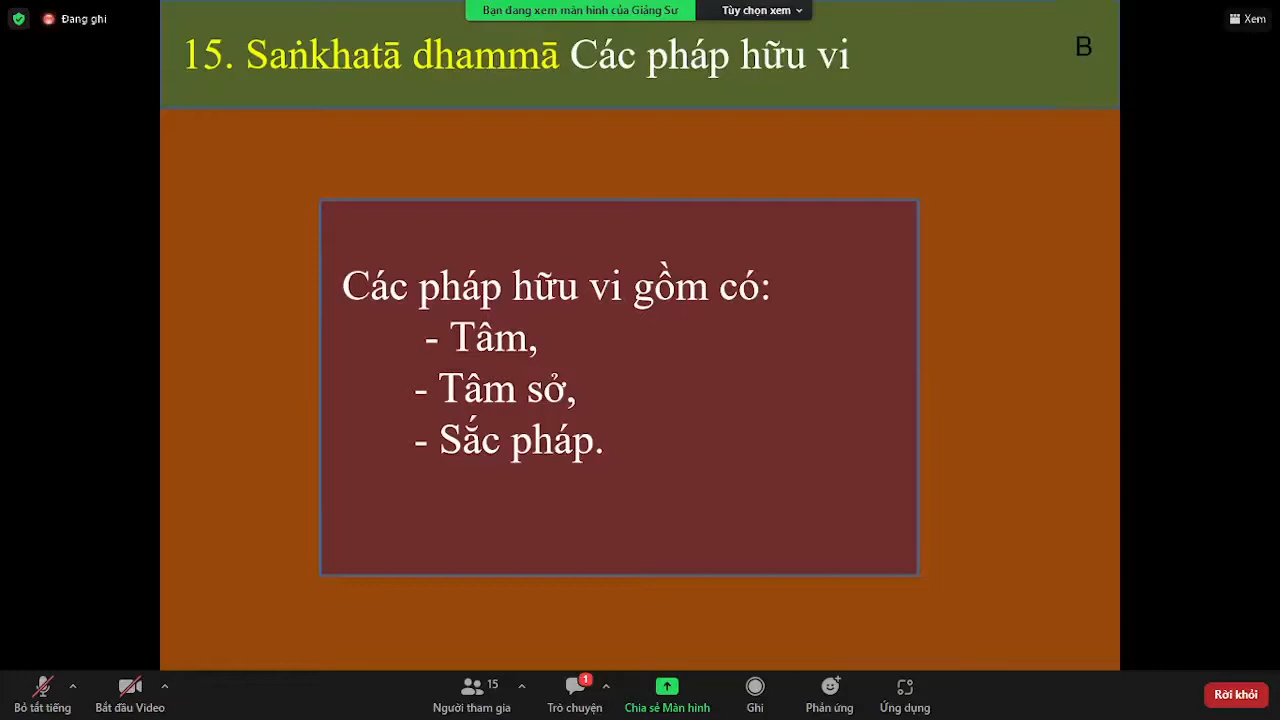 Bạn đang xem màn hình của Giảng Sư
Tùy chọn xem
Đang ghi
Xem
15. Saṅkhatā dhammā Các pháp hữu vi
B
Các pháp hữu vi gồm có:
- Tâm,
- Tâm sở,
- Sắc pháp.
15
1
Bỏ tắt tiếng
Bắt đầu Video
Người tham gia
Trò chuyện
Chia sẻ Màn hình
Ghi
Phản ứng
Ứng dụng
Rời khỏi